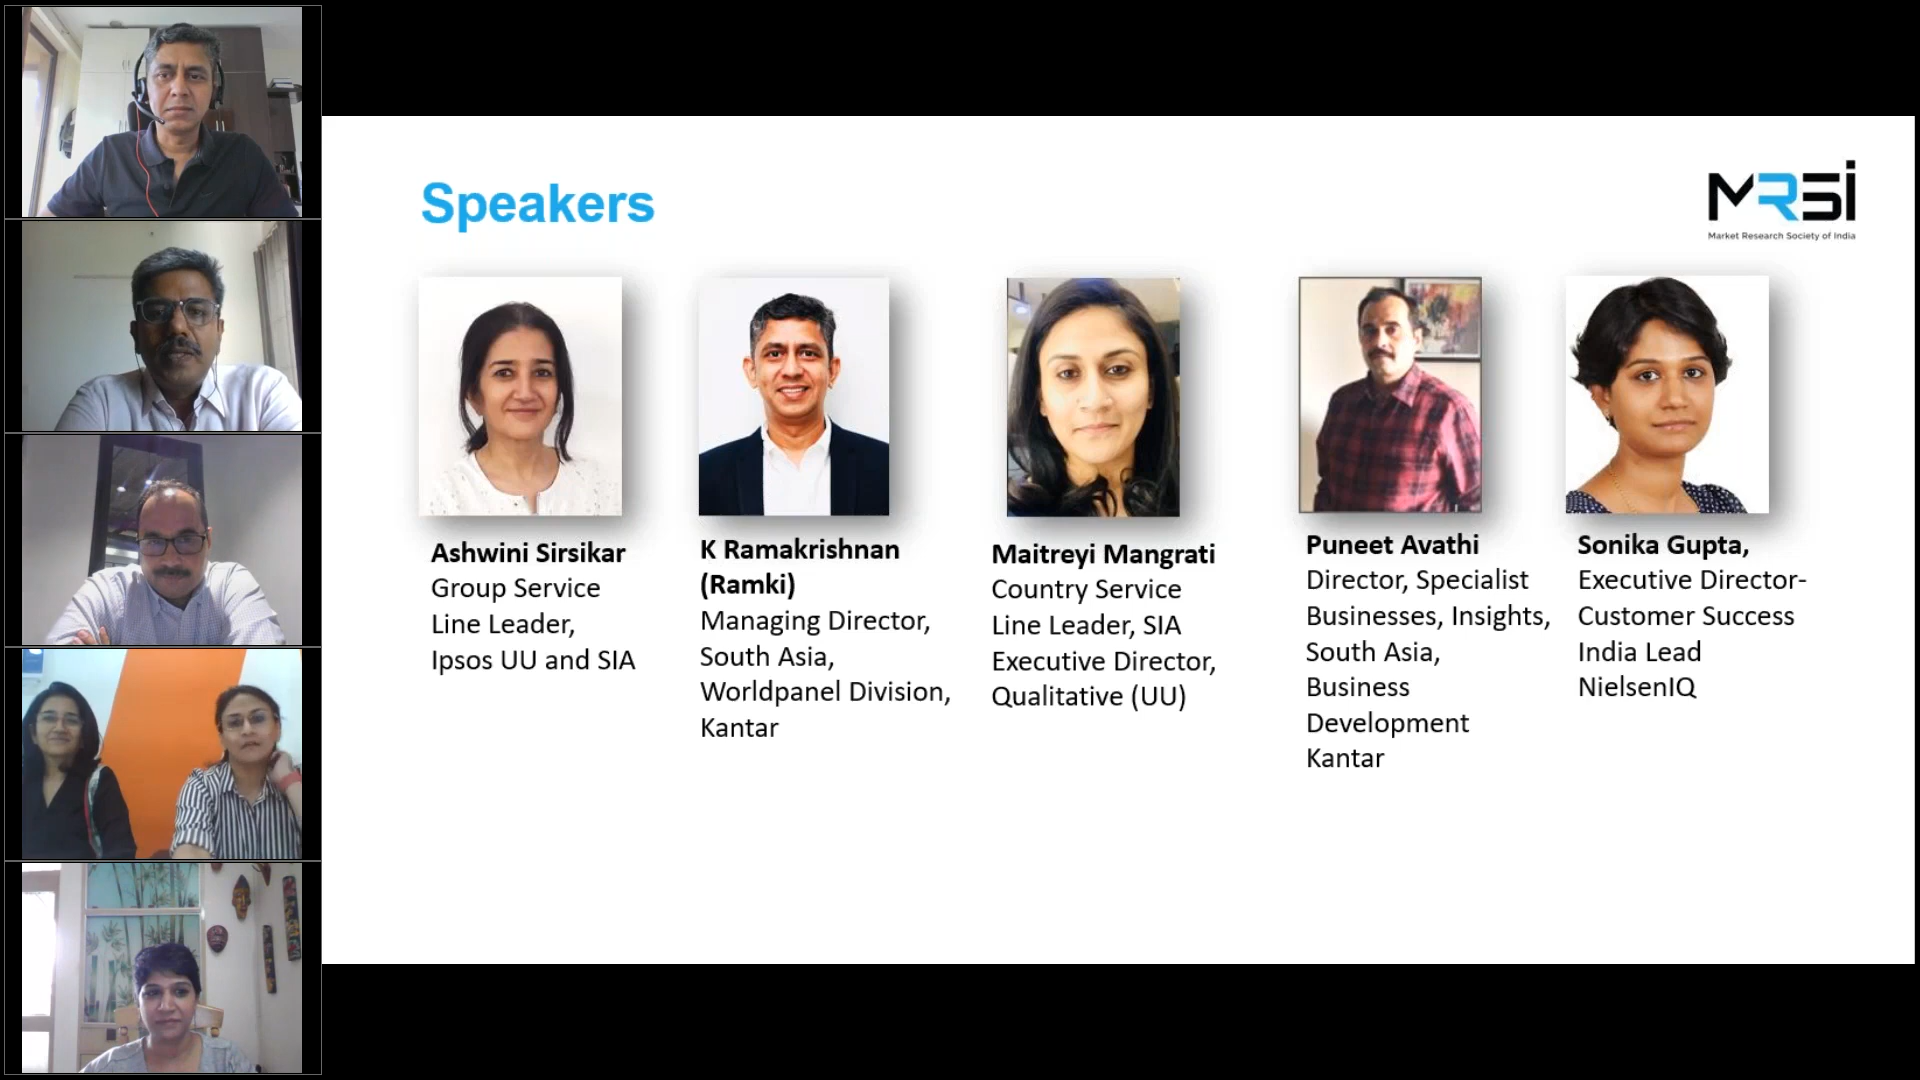 Speakers
MRSI
Market Research Society of India
Ashwini Sirsikar
Group Service
Line Leader,
Ipsos UU and SIA
K Ramakrishnan
(Ramki)
Managing Director,
South Asia,
Worldpanel Division,
Kantar
Maitreyi Mangrati
Country Service
Line Leader, SIA
Executive Director,
Qualitative (UU)
Puneet Avathi
Director, Specialist
Businesses, Insights,
South Asia,
Business
Development
Kantar
Sonika Gupta,
Executive Director-
Customer Success
India Lead
NielsenIQ